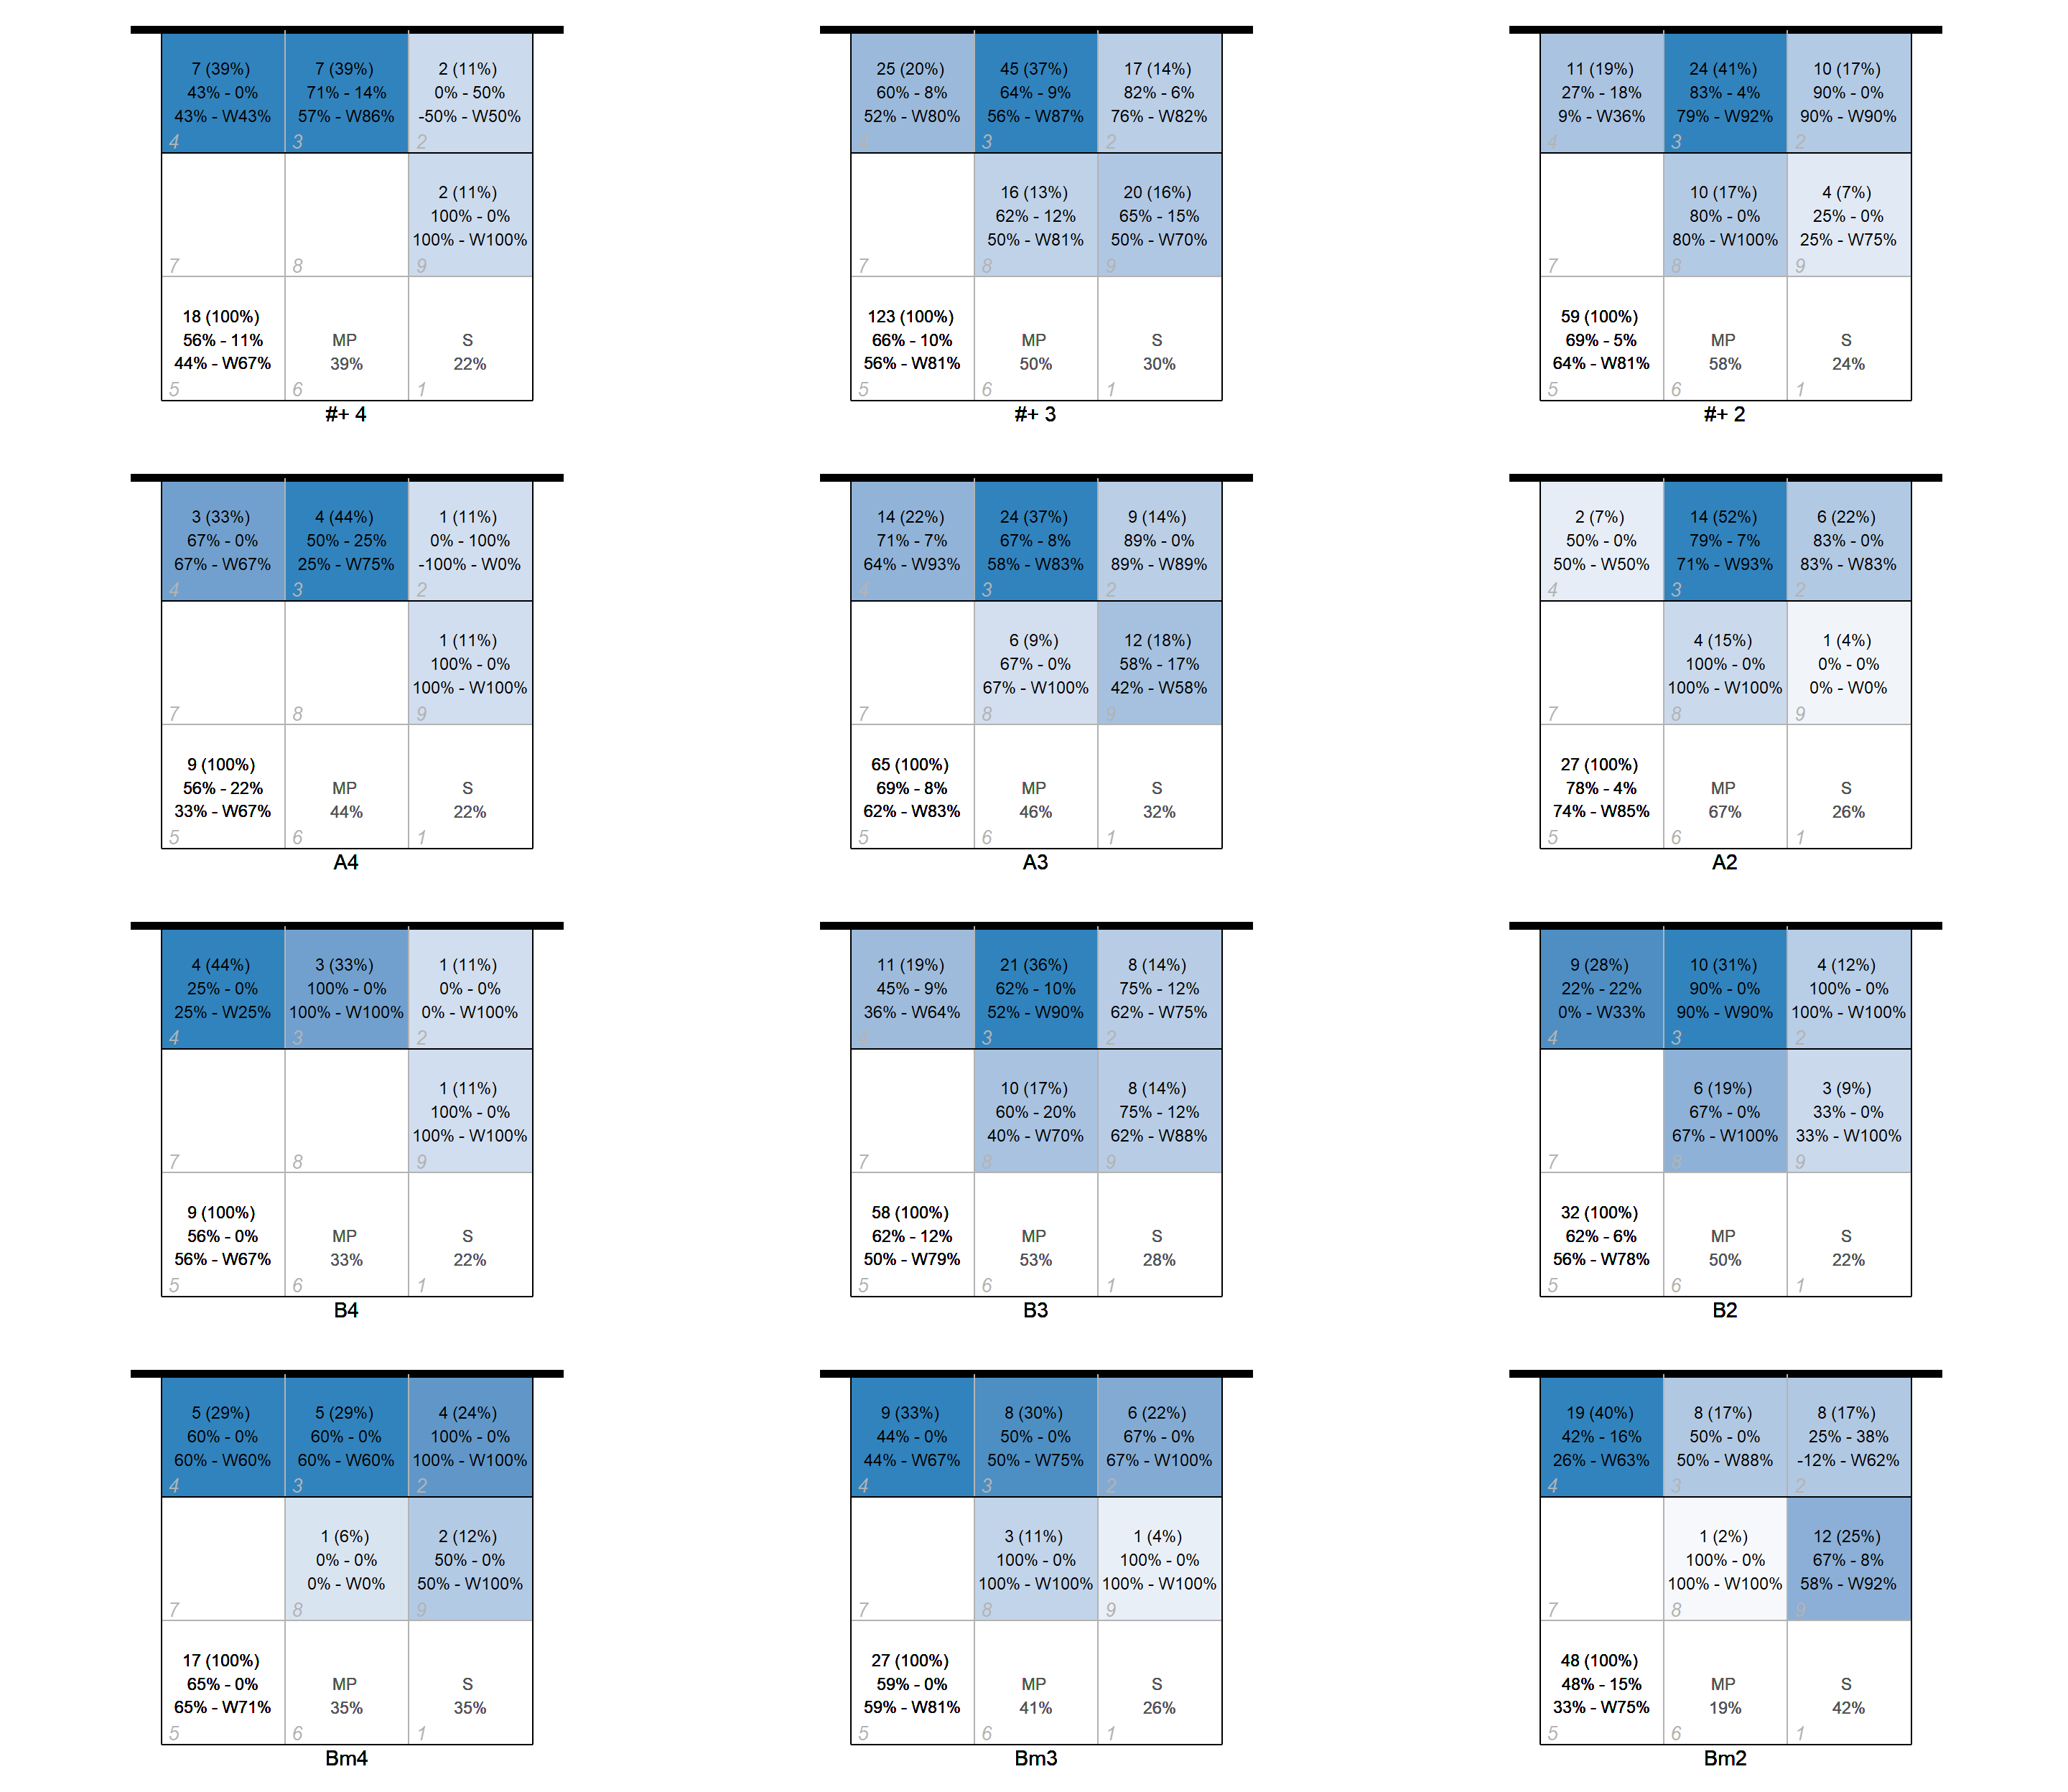 7 (39%)
43% - 0%
43% - W43%
4
7 (39%)
71% - 14%
57% - W86%
3
2 (11%)
0% - 50%
-50% - W50%
2
7
8
2 (11%)
100% - 0%
100% - W100%
9
18 (100%)
56% - 11%
44% - W67%
5
MP
39%
6
S
22%
1
#+ 4
25 (20%)
60% - 8%
52% - W80%
4
45 (37%)
64% - 9%
56% - W87%
3
17 (14%)
82% - 6%
76% - W82%
2
7
16 (13%)
62% - 12%
50% - W81%
8
20 (16%)
65% - 15%
50% - W70%
9
123 (100%)
66% - 10%
56% - W81%
5
MP
50%
6
S
30%
1
#+ 3
11 (19%)
27% - 18%
9% - W36%
4
24 (41%)
83% - 4%
79% - W92%
3
10 (17%)
90% - 0%
90% - W90%
2
7
10 (17%)
80% - 0%
80% - W100%
8
4 (7%)
25% - 0%
25% - W75%
9
59 (100%)
69% - 5%
64% - W81%
5
MP
58%
6
S
24%
1
#+ 2
3 (33%)
67% - 0%
67% - W67%
4
4 (44%)
50% - 25%
25% - W75%
3
1 (11%)
0% - 100%
-100% - W0%
2
7
8
1 (11%)
100% - 0%
100% - W100%
9
9 (100%)
56% - 22%
33% - W67%
5
MP
44%
6
S
22%
1
A4
14 (22%)
71% - 7%
64% - W93%
4
24 (37%)
67% - 8%
58% - W83%
3
9 (14%)
89% - 0%
89% - W89%
2
7
6 (9%)
67% - 0%
67% - W100%
8
12 (18%)
58% - 17%
42% - W58%
9
65 (100%)
69% - 8%
62% - W83%
5
MP
46%
6
S
32%
1
A3
2 (7%)
50% - 0%
50% - W50%
4
14 (52%)
79% - 7%
71% - W93%
3
6 (22%)
83% - 0%
83% - W83%
2
7
4 (15%)
100% - 0%
100% - W100%
8
1 (4%)
0% - 0%
0% - W0%
9
27 (100%)
78% - 4%
74% - W85%
5
MP
67%
6
S
26%
1
A2
4 (44%)
25% - 0%
25% - W25%
4
3 (33%)
100% - 0%
100% - W100%
3
1 (11%)
0% - 0%
0% - W100%
2
7
8
1 (11%)
100% - 0%
100% - W100%
9
9 (100%)
56% - 0%
56% - W67%
5
MP
33%
6
S
22%
1
B4
11 (19%)
45% - 9%
36% - W64%
4
21 (36%)
62% - 10%
52% - W90%
3
8 (14%)
75% - 12%
62% - W75%
2
7
10 (17%)
60% - 20%
40% - W70%
8
8 (14%)
75% - 12%
62% - W88%
9
58 (100%)
62% - 12%
50% - W79%
5
MP
53%
6
S
28%
1
B3
9 (28%)
22% - 22%
0% - W33%
4
10 (31%)
90% - 0%
90% - W90%
3
4 (12%)
100% - 0%
100% - W100%
2
7
6 (19%)
67% - 0%
67% - W100%
8
3 (9%)
33% - 0%
33% - W100%
9
32 (100%)
62% - 6%
56% - W78%
5
MP
50%
6
S
22%
1
B2
5 (29%)
60% - 0%
60% - W60%
4
5 (29%)
60% - 0%
60% - W60%
3
4 (24%)
100% - 0%
100% - W100%
2
7
1 (6%)
0% - 0%
0% - W0%
8
2 (12%)
50% - 0%
50% - W100%
9
17 (100%)
65% - 0%
65% - W71%
5
MP
35%
6
S
35%
1
Bm4
9 (33%)
44% - 0%
44% - W67%
4
8 (30%)
50% - 0%
50% - W75%
3
6 (22%)
67% - 0%
67% - W100%
2
7
3 (11%)
100% - 0%
100% - W100%
8
1 (4%)
100% - 0%
100% - W100%
9
27 (100%)
59% - 0%
59% - W81%
5
MP
41%
6
S
26%
1
Bm3
19 (40%)
42% - 16%
26% - W63%
4
8 (17%)
50% - 0%
50% - W88%
3
8 (17%)
25% - 38%
-12% - W62%
2
7
1 (2%)
100% - 0%
100% - W100%
8
12 (25%)
67% - 8%
58% - W92%
9
48 (100%)
48% - 15%
33% - W75%
5
MP
19%
6
S
42%
1
Bm2